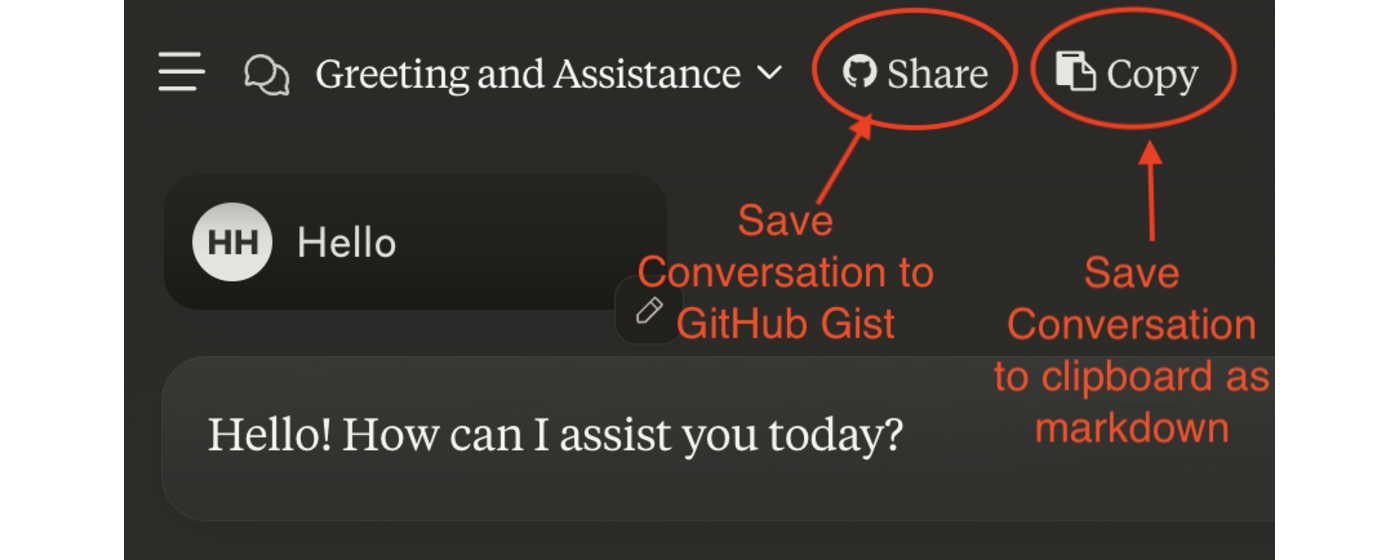 Greeting and Assistance
Share
Copy
HH Hello
Save
Conversation to
GitHub Gist
Save
Conversation
to clipboard as
markdown
Hello! How can I assist you today?